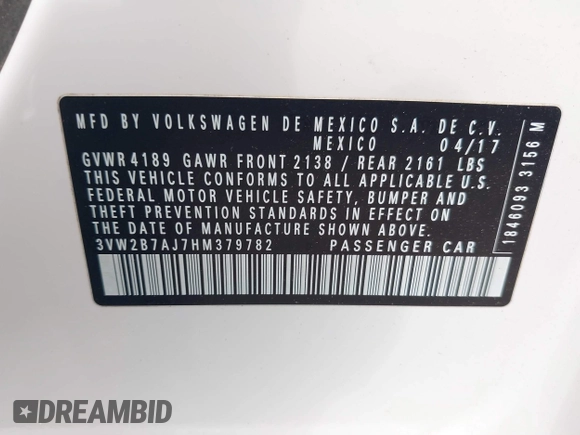 MFD BY VOLKSWAGEN DE MEXICO S.A. DE C.V.
MEXICO 04/17
GVWR 4189 GAWR FRONT 2138 / REAR 2161 LBS
THIS VEHICLE CONFORMS TO ALL APPLICABLE U.S.
FEDERAL MOTOR VEHICLE SAFETY, BUMPER, AND
THEFT PREVENTION STANDARDS IN EFFECT ON
THE DATE OF MANUFACTURE SHOWN ABOVE.
3VW2B7AJ7HM379782 PASSENGER CAR
1846093 3156 M
DREAMBID